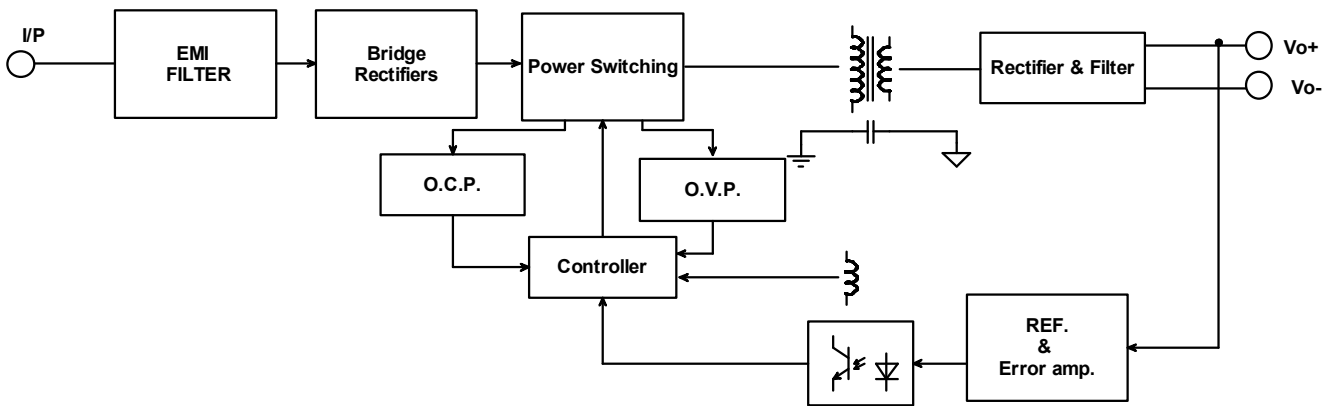 I/P
EMI
FILTER
Bridge
Rectifiers
Power Switching
Rectifier & Filter
Vo+
Vo-
O.C.P.
O.V.P.
Controller
REF.
&
Error amp.